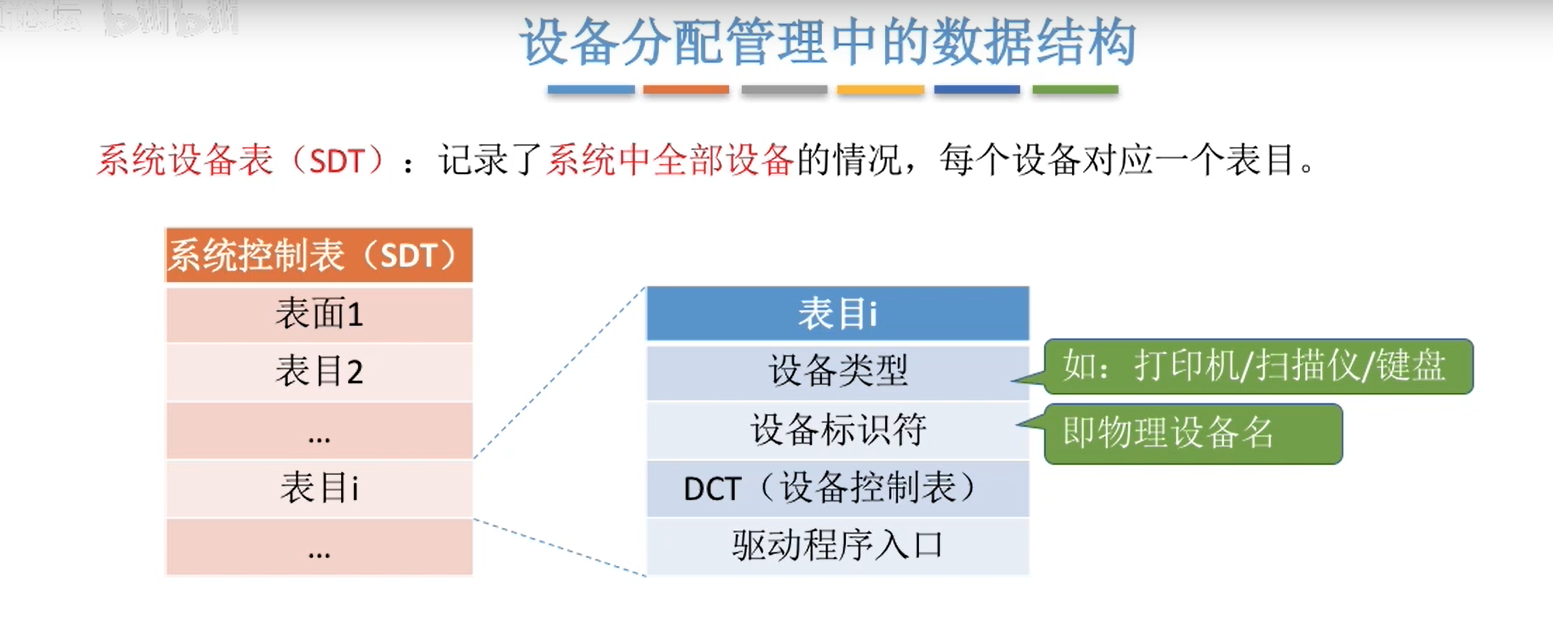 论坛 bilibili
设备分配管理中的数据结构
系统设备表（SDT）：记录了系统中全部设备的情况，每个设备对应一个表目。
系统控制表（SDT）
表面1
表目2
...
表目i
...
表目i
设备类型
设备标识符
DCT（设备控制表）
驱动程序入口
如：打印机/扫描仪/键盘
即物理设备名